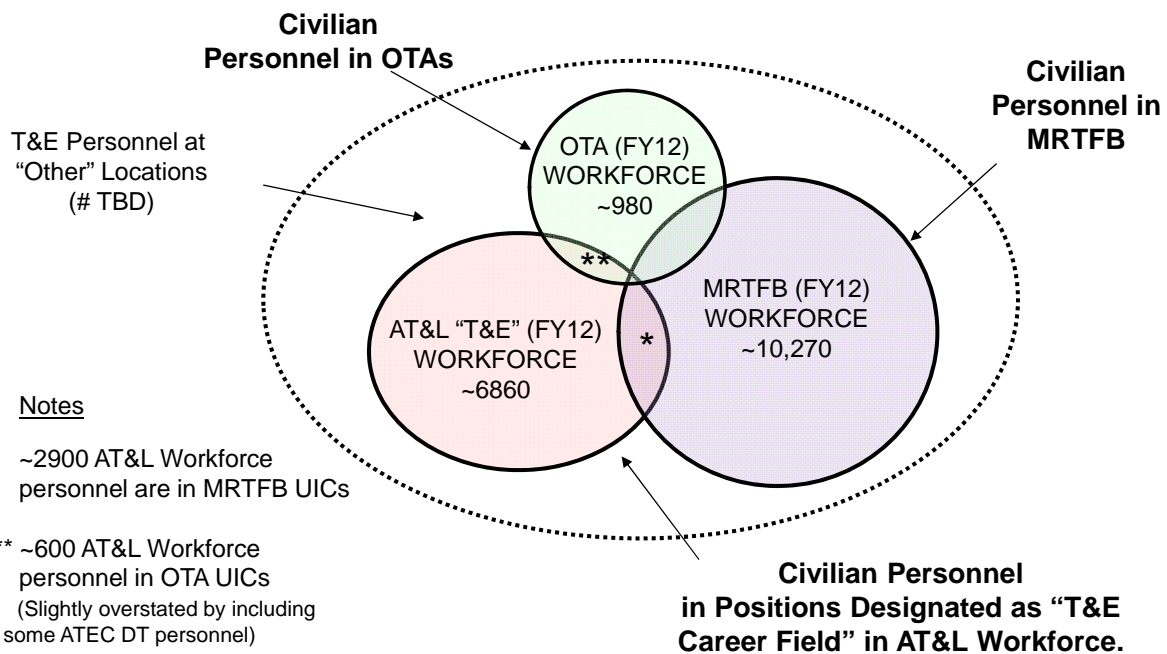 Civilian
Personnel in OTAs
Civilian
Personnel in
MRTFB
T&E Personnel at
“Other” Locations
(# TBD)
OTA (FY12)
WORKFORCE
~980
**
MRTFB (FY12)
WORKFORCE
~10,270
AT&L “T&E” (FY12)
WORKFORCE
~6860
*
Notes
~2900 AT&L Workforce
personnel are in MRTFB UICs
** ~600 AT&L Workforce
personnel in OTA UICs
(Slightly overstated by including
some ATEC DT personnel)
Civilian Personnel
in Positions Designated as “T&E
Career Field” in AT&L Workforce.